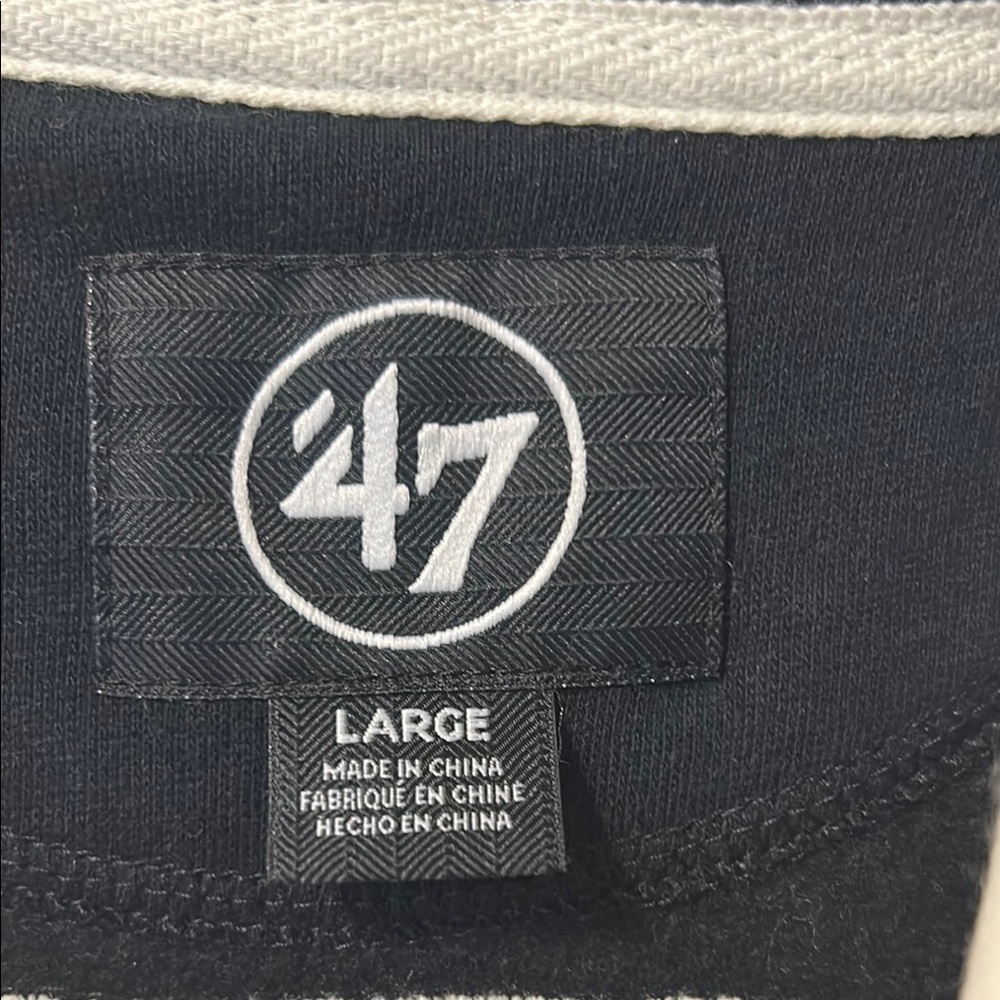 '47
LARGE
MADE IN CHINA
FABRIQUÉ EN CHINE
HECHO EN CHINA